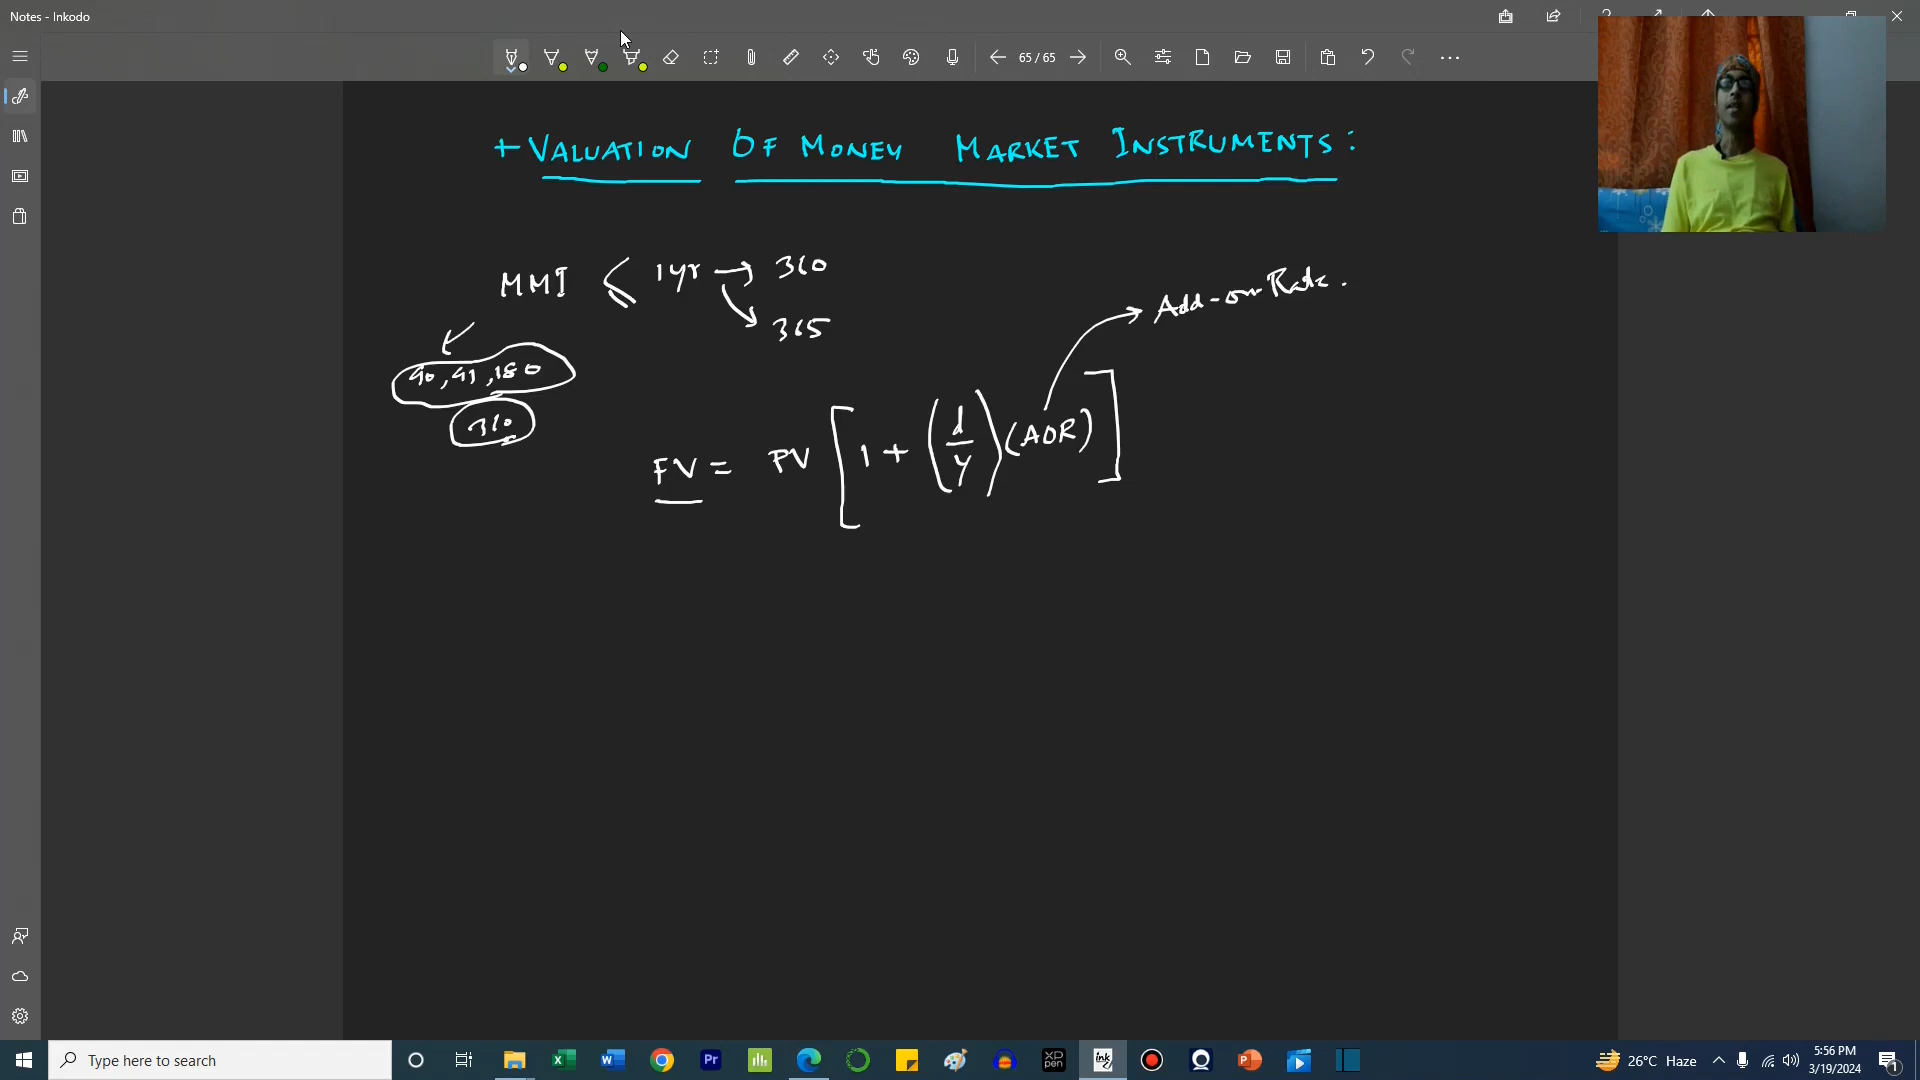 Notes - Inkodo
65 / 65
+ VALUATION OF MONEY MARKET INSTRUMENTS :
MMI ≤ 1yr → 360
365
Add-on-Rate.
90, 91, 180
360
FV = PV [ 1 + (d/Y) (AOR) ]
Type here to search
26°C Haze
5:56 PM
3/19/2024